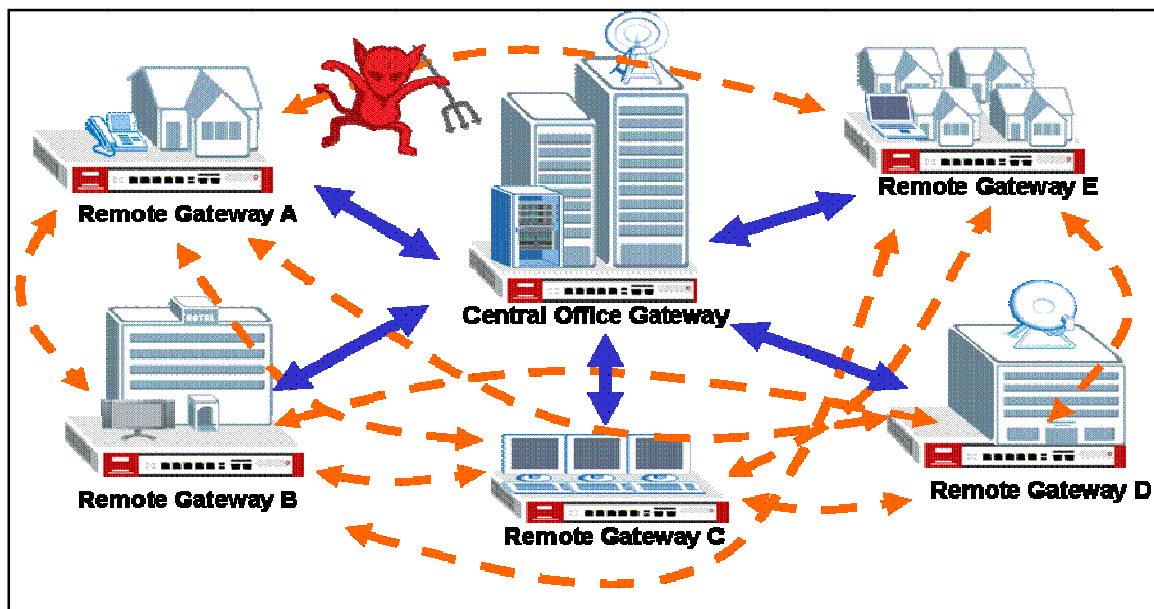 Remote Gateway A
Remote Gateway E
Central Office Gateway
Remote Gateway B
Remote Gateway C
Remote Gateway D